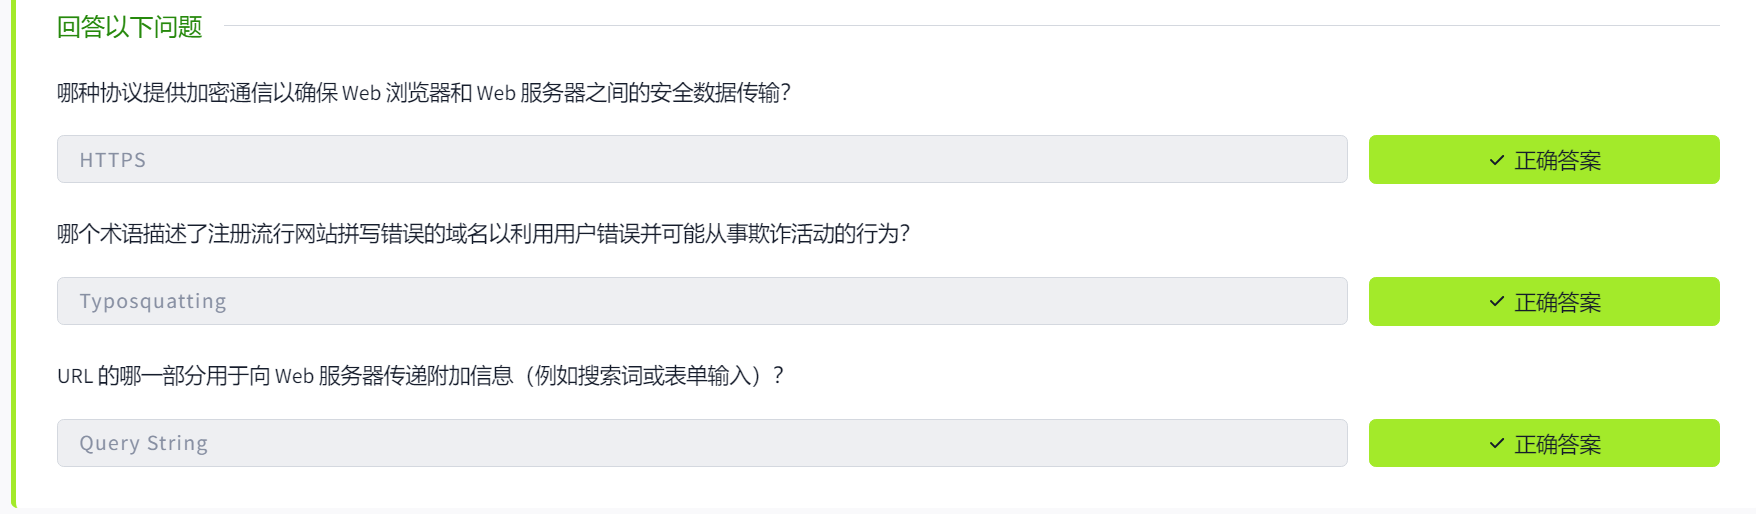 回答以下问题
哪种协议提供加密通信以确保 Web 浏览器和 Web 服务器之间的安全数据传输？
HTTPS
正确答案
哪个术语描述了注册流行网站拼写错误的域名以利用用户错误并可能从事欺诈活动的行为？
Typosquatting
正确答案
URL 的哪一部分用于向 Web 服务器传递附加信息（例如搜索词或表单输入）？
Query String
正确答案